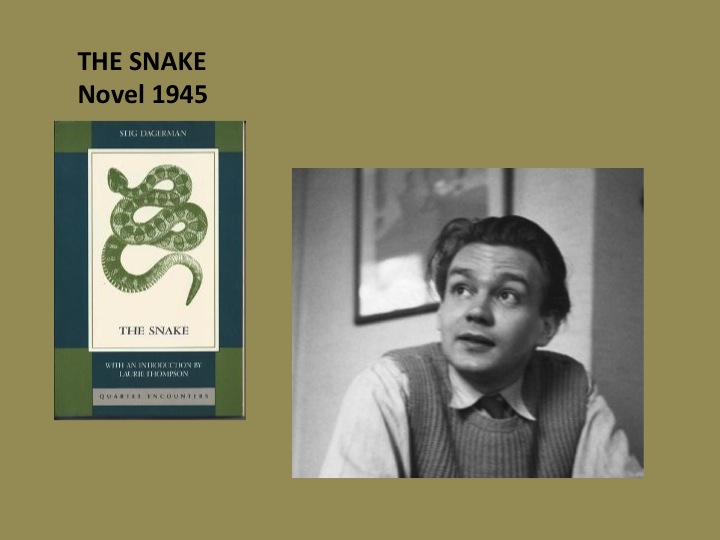 THE SNAKE
Novel 1945
STIG DAGERMAN
THE SNAKE
WITH AN INTRODUCTION BY
LAURIE THOMPSON
QUARTET ENCOUNTERS